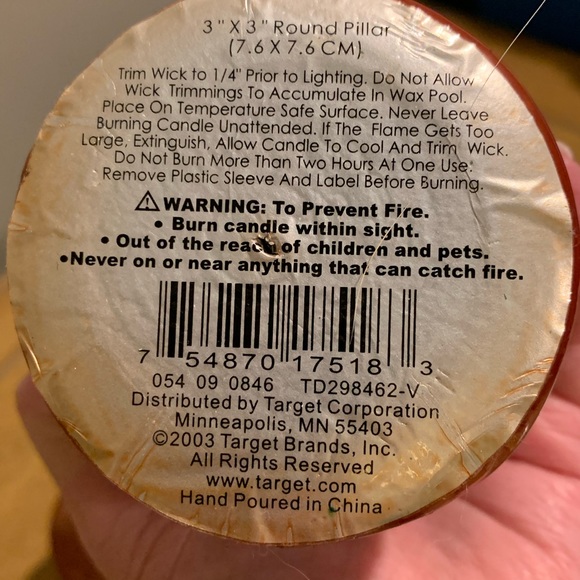 3" X 3" Round Pillar
(7.6 X 7.6 CM)
Trim Wick to 1/4" Prior to Lighting. Do Not Allow
Wick Trimmings To Accumulate In Wax Pool.
Place On Temperature Safe Surface. Never Leave
Burning Candle Unattended. If The Flame Gets Too
Large, Extinguish, Allow Candle To Cool And Trim Wick.
Do Not Burn More Than Two Hours At One Use.
Remove Plastic Sleeve And Label Before Burning.
⚠WARNING: To Prevent Fire.
• Burn candle within sight.
• Out of the reach of children and pets.
•Never on or near anything that can catch fire.
7 54870 17518 3
054 09 0846 TD298462-V
Distributed by Target Corporation
Minneapolis, MN 55403
©2003 Target Brands, Inc.
All Rights Reserved
www.target.com
Hand Poured in China